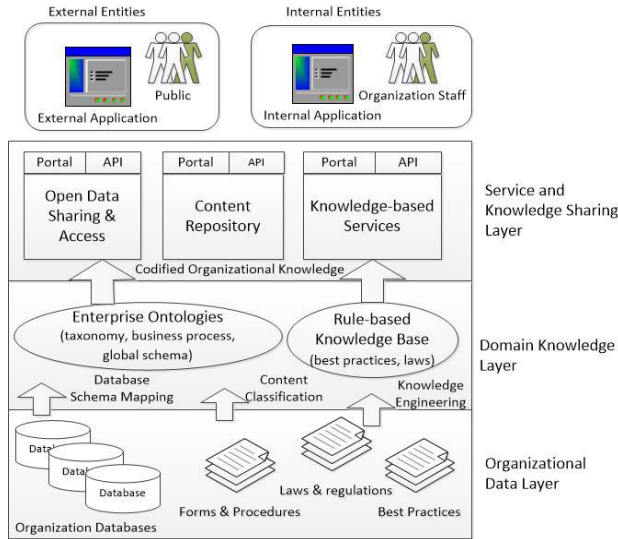 External Entities
Internal Entities
Public
External Application
Organization Staff
Internal Application
Portal API
Portal API
Portal API
Open Data
Sharing &
Access
Content
Repository
Knowledge-based
Services
Service and
Knowledge Sharing
Layer
Codified Organizational Knowledge
Enterprise Ontologies
(taxonomy, business process,
global schema)
Rule-based
Knowledge Base
(best practices, laws)
Domain Knowledge
Layer
Database
Schema Mapping
Content
Classification
Knowledge
Engineering
Datab
Datab
Database
Organization Databases
Forms & Procedures
Laws & regulations
Best Practices
Organizational
Data Layer